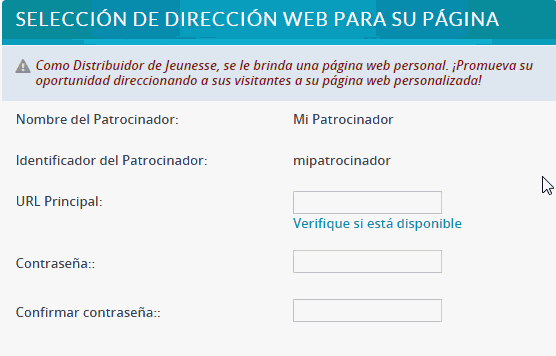 SELECCIÓN DE DIRECCIÓN WEB PARA SU PÁGINA
Como Distribuidor de Jeunesse, se le brinda una página web personal. ¡Promueva su
oportunidad direccionando a sus visitantes a su página web personalizada!
Nombre del Patrocinador: Mi Patrocinador
Identificador del Patrocinador: mipatrocinador
URL Principal:
Verifique si está disponible
Contraseña::
Confirmar contraseña::